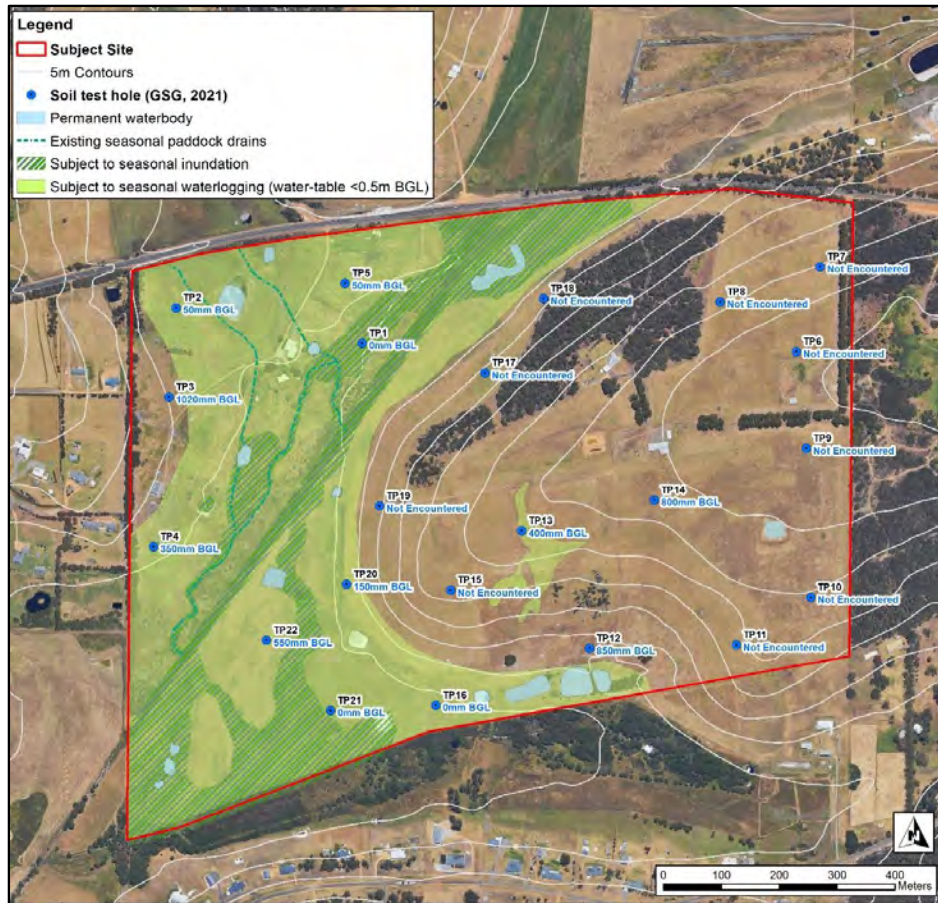 Legend
Subject Site
5m Contours
Soil test hole (GSG, 2021)
Permanent waterbody
Existing seasonal paddock drains
Subject to seasonal inundation
Subject to seasonal waterlogging (water-table <0.5m BGL)
TP7
Not Encountered
TP5
50mm BGL
TP18
Not Encountered
TP8
Not Encountered
TP2
50mm BGL
TP1
0mm BGL
TP6
Not Encountered
TP17
Not Encountered
TP3
1020mm BGL
TP9
Not Encountered
TP19
Not Encountered
TP14
800mm BGL
TP13
400mm BGL
TP4
350mm BGL
TP20
150mm BGL
TP15
Not Encountered
TP10
Not Encountered
TP22
550mm BGL
TP12
850mm BGL
TP11
Not Encountered
TP21
0mm BGL
TP16
0mm BGL
N
0 100 200 300 400
Meters